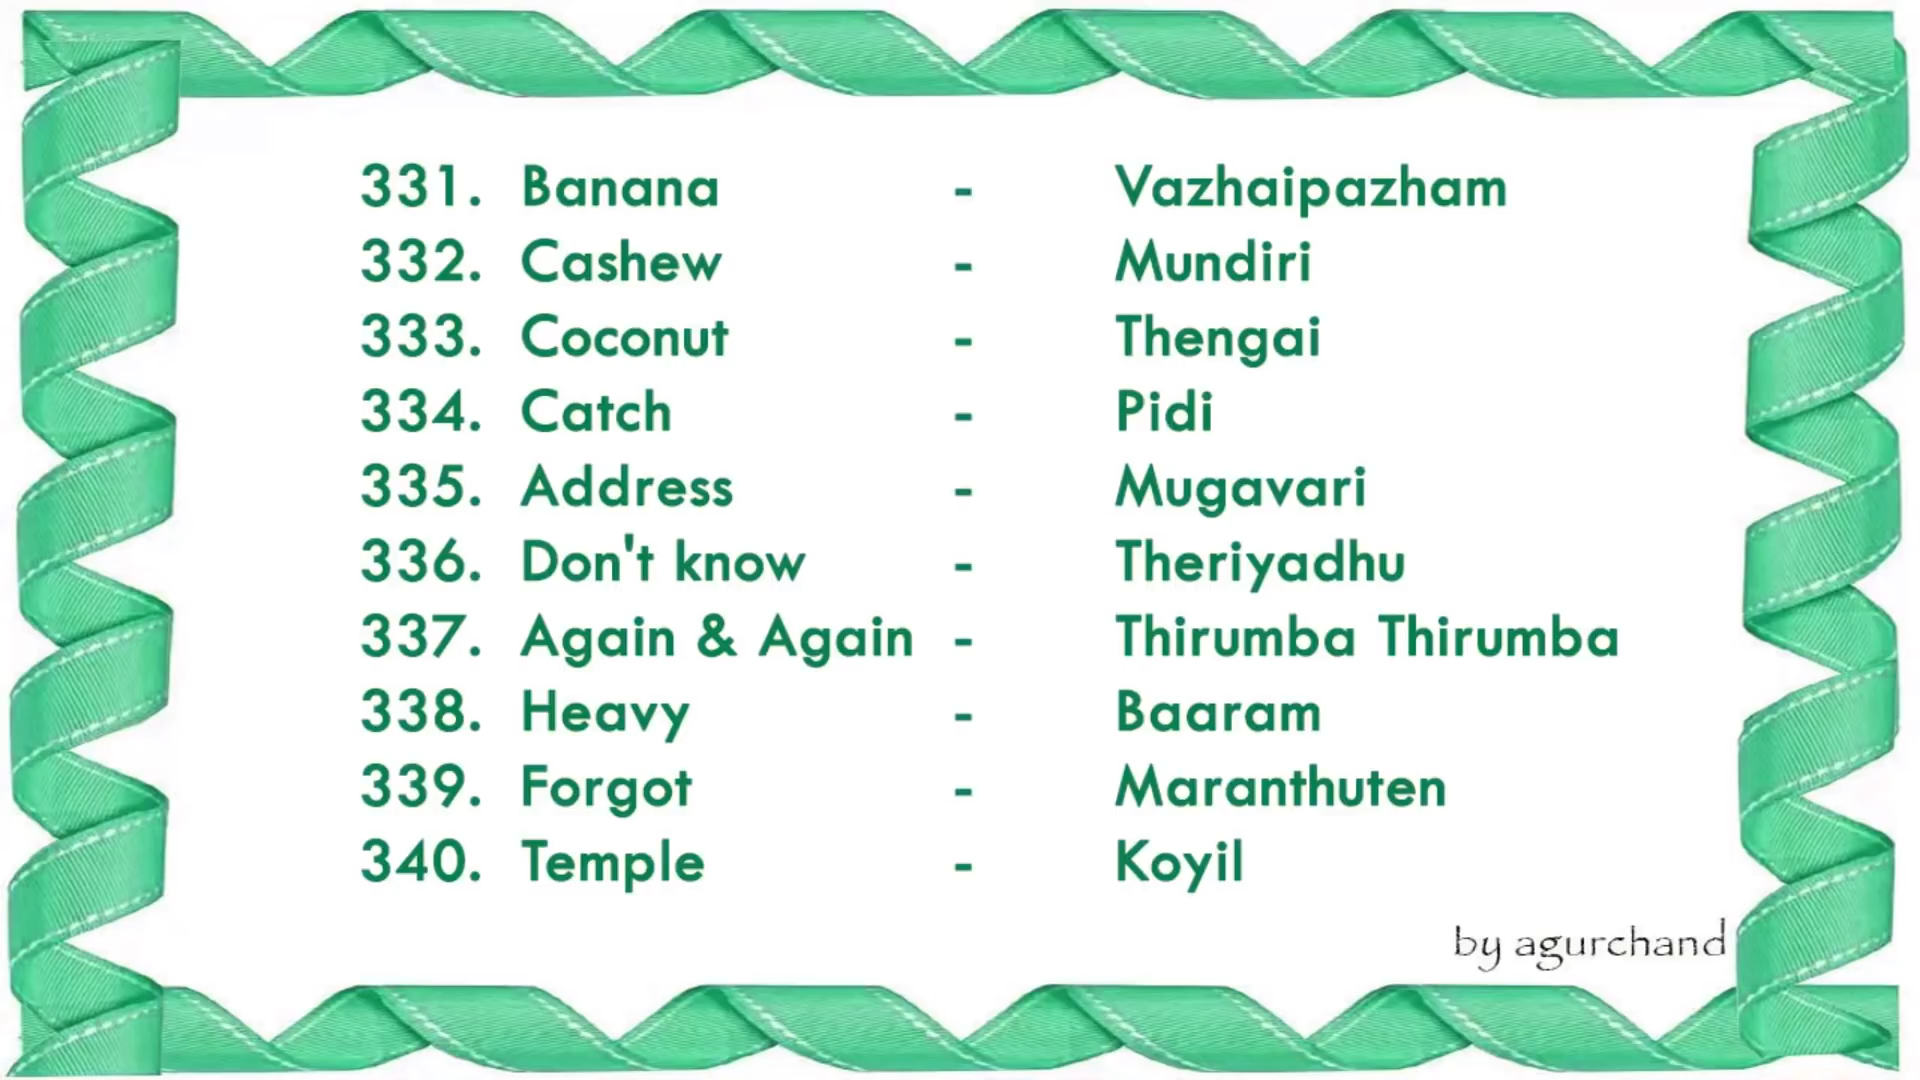 331. Banana - Vazhaipazham
332. Cashew - Mundiri
333. Coconut - Thengai
334. Catch - Pidi
335. Address - Mugavari
336. Don't know - Theriyadhu
337. Again & Again - Thirumba Thirumba
338. Heavy - Baaram
339. Forgot - Maranthuten
340. Temple - Koyil
by agurchand